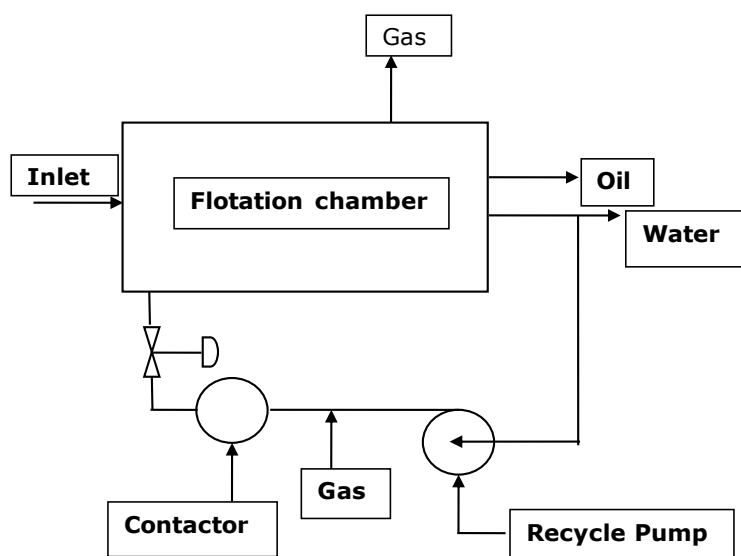 Gas
Inlet
Flotation chamber
Oil
Water
Gas
Contactor
Recycle Pump